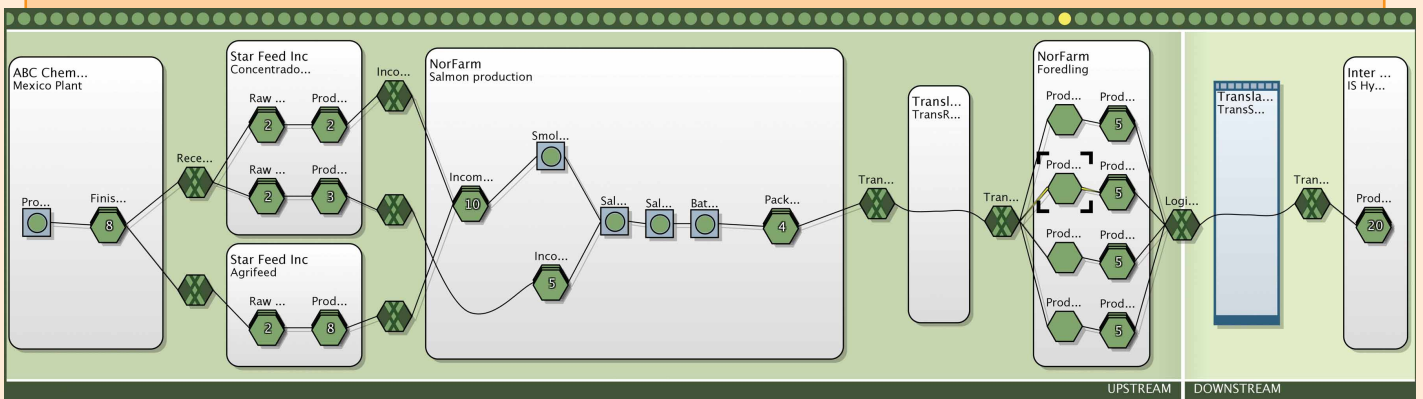 ABC Chem...
Mexico Plant
Pro...
Finis...
8
Rece...
Star Feed Inc
Concentrado...
Raw ...
Prod...
2
2
Raw ...
Prod...
2
3
Star Feed Inc
Agrifeed
Raw ...
Prod...
2
8
Inco...
NorFarm
Salmon production
Incom...
10
Smol...
Inco...
5
Sal...
Sal...
Bat...
Pack...
4
Tran...
Transl...
TransR...
Tran...
NorFarm
Foredling
Prod...
Prod...
5
Prod...
Prod...
5
Prod...
Prod...
5
Prod...
Prod...
5
Logi...
Transla...
TransS...
Tran...
Inter ...
IS Hy...
Prod...
20
UPSTREAM
DOWNSTREAM